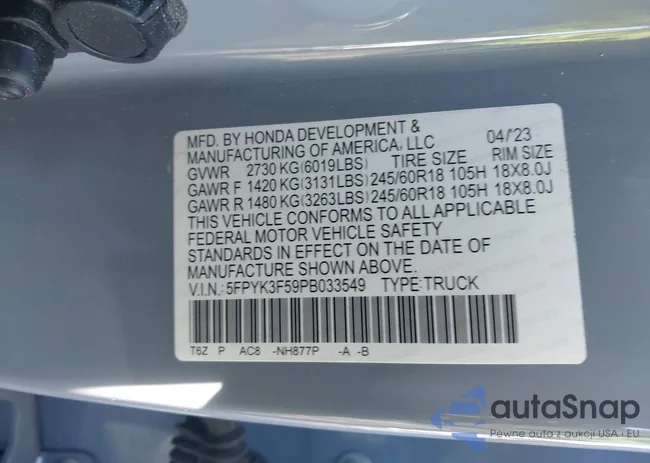 MFD. BY HONDA DEVELOPMENT &
MANUFACTURING OF AMERICA, LLC 04/'23
GVWR 2730 KG (6019LBS) TIRE SIZE RIM SIZE
GAWR F 1420 KG (3131LBS) 245/60R18 105H 18X8.0J
GAWR R 1480 KG (3263LBS) 245/60R18 105H 18X8.0J
THIS VEHICLE CONFORMS TO ALL APPLICABLE
FEDERAL MOTOR VEHICLE SAFETY
STANDARDS IN EFFECT ON THE DATE OF
MANUFACTURE SHOWN ABOVE.
V.I.N.: 5FPYK3F59PB033549 TYPE:TRUCK
T6Z P AC8 -NH877P -A -B
autaSnap
Pewne auta z aukcji USA i EU